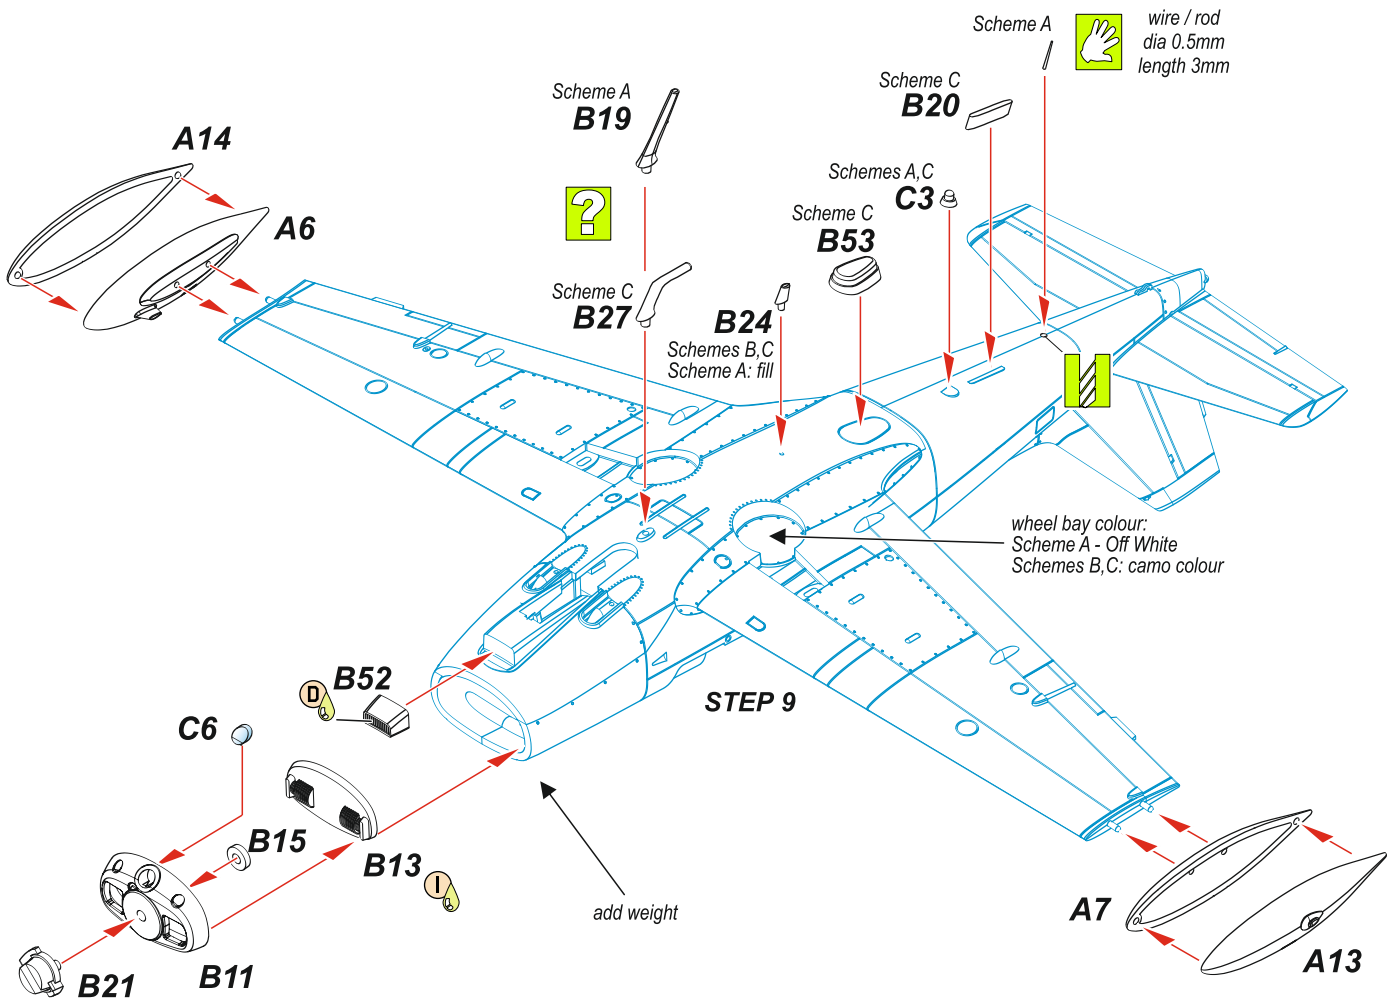 Scheme A
wire / rod
dia 0.5mm
length 3mm
Scheme C
B20
Scheme A
B19
A14
Schemes A,C
C3
?
Scheme C
B53
A6
Scheme C
B27
B24
Schemes B,C
Scheme A: fill
wheel bay colour:
Scheme A - Off White
Schemes B,C: camo colour
B52
D
STEP 9
C6
B15
B13
I
add weight
A7
A13
B11
B21